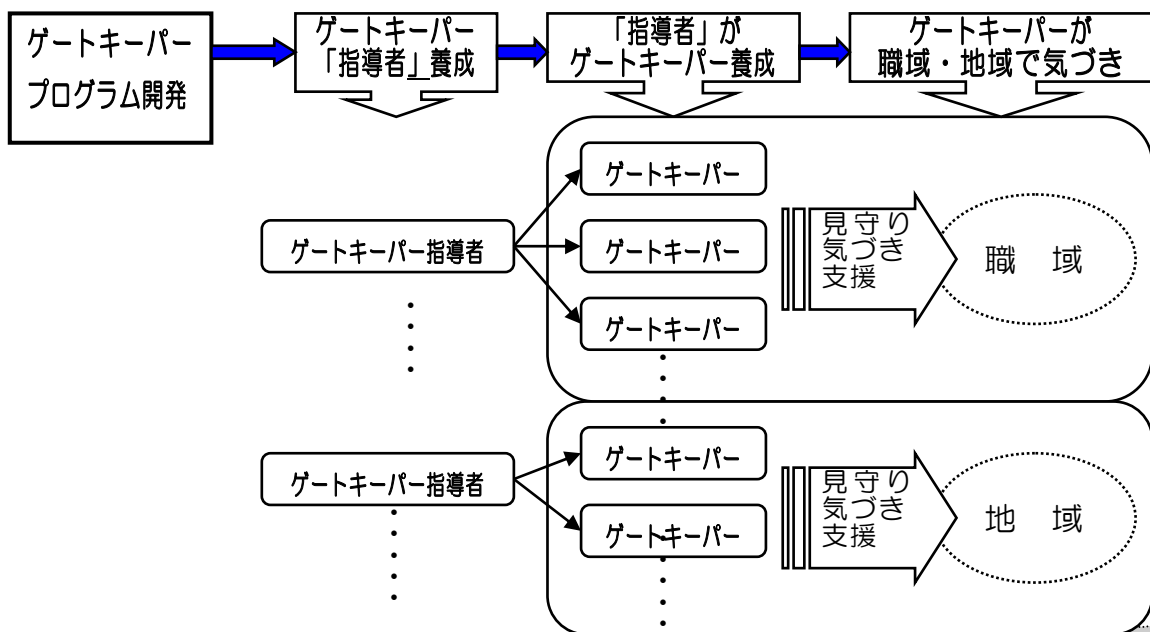 ゲートキーパー
プログラム開発
ゲートキーパー
「指導者」養成
「指導者」が
ゲートキーパー養成
ゲートキーパーが
職域・地域で気づき
ゲートキーパー指導者
ゲートキーパー
ゲートキーパー
ゲートキーパー
見守り
気づき
支援
職 域
ゲートキーパー指導者
ゲートキーパー
ゲートキーパー
見守り
気づき
支援
地 域